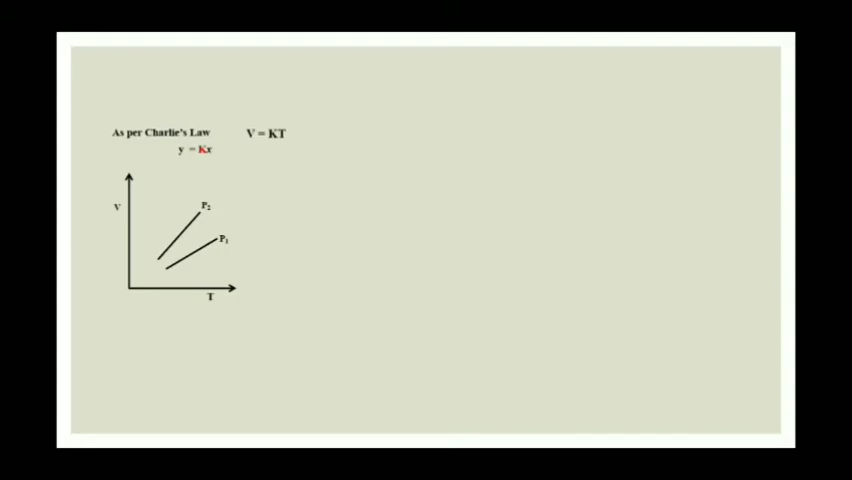 As per Charlie's Law V = KT
y = Kx
V
P₂
P₁
T